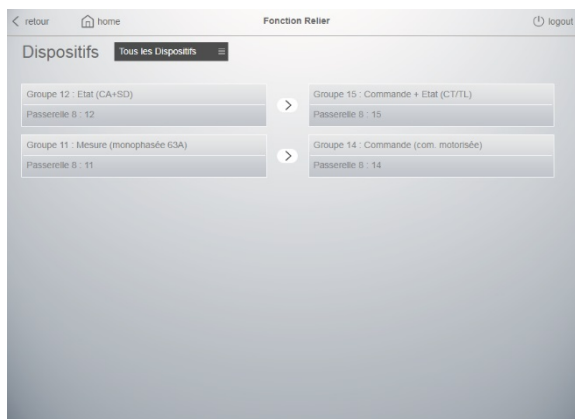 retour home Fonction Relier logout
Dispositifs Tous les Dispositifs
Groupe 12 : Etat (CA+SD) Groupe 15 : Commande + Etat (CT/TL)
Passerelle 8 : 12 Passerelle 8 : 15
Groupe 11 : Mesure (monophasée 63A) Groupe 14 : Commande (com. motorisée)
Passerelle 8 : 11 Passerelle 8 : 14